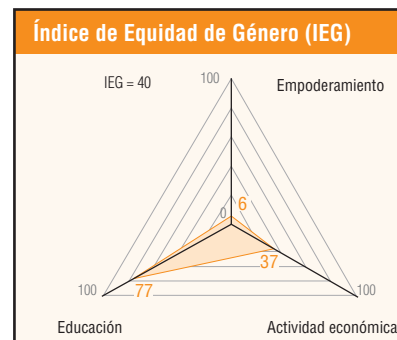 Índice de Equidad de Género (IEG)
IEG = 40
100
Empoderamiento
6
0
37
77
100
100
Educación
Actividad económica